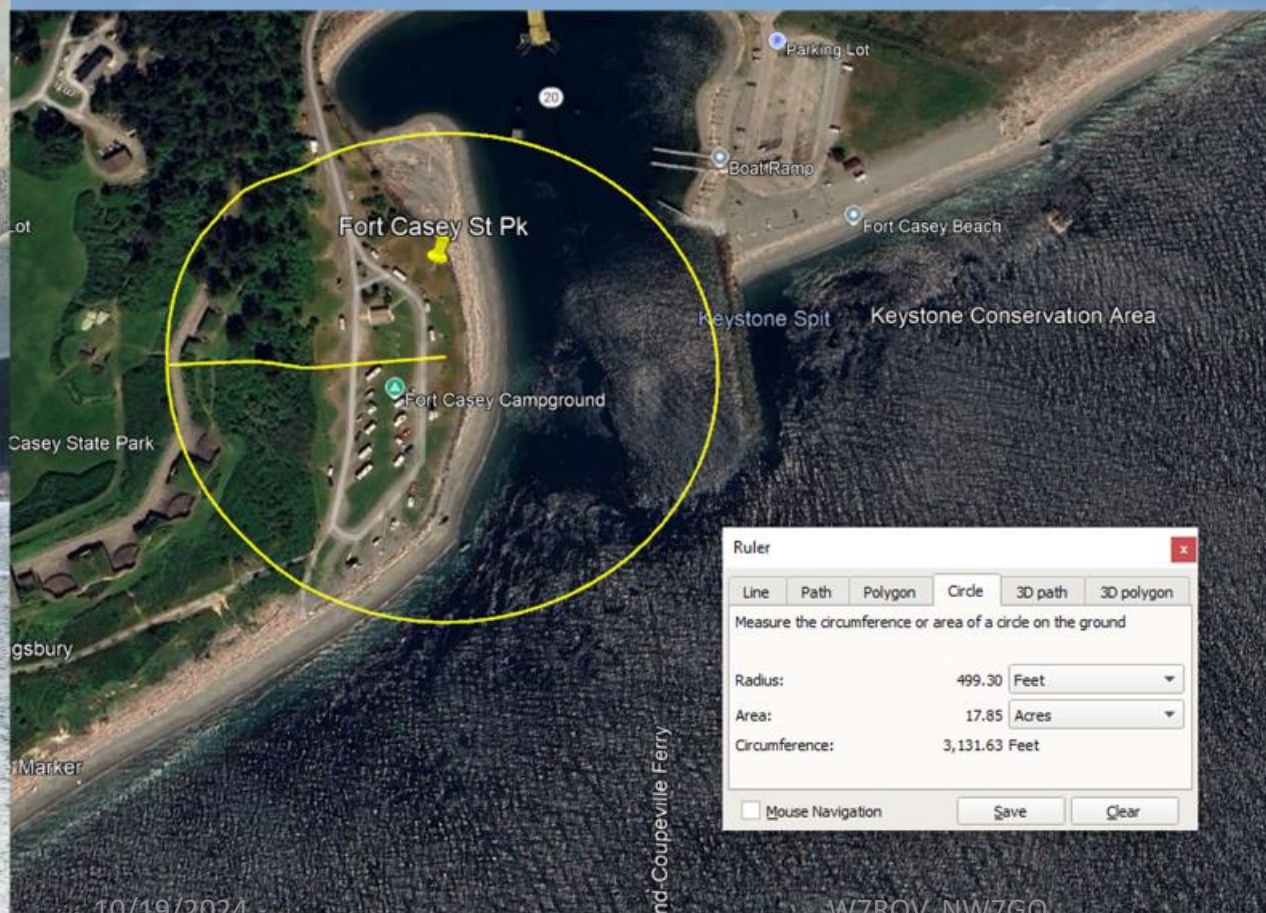 Parking Lot
20
Boat Ramp
Fort Casey St Pk
Lot
Fort Casey Beach
Keystone Spit
Keystone Conservation Area
Fort Casey Campground
Casey State Park
gsbury
Marker
nd-Coupeville Ferry
Ruler
x
Line Path Polygon Circle 3D path 3D polygon
Measure the circumference or area of a circle on the ground
Radius: 499.30 Feet
Area: 17.85 Acres
Circumference: 3,131.63 Feet
Mouse Navigation Save Clear
10/19/2024